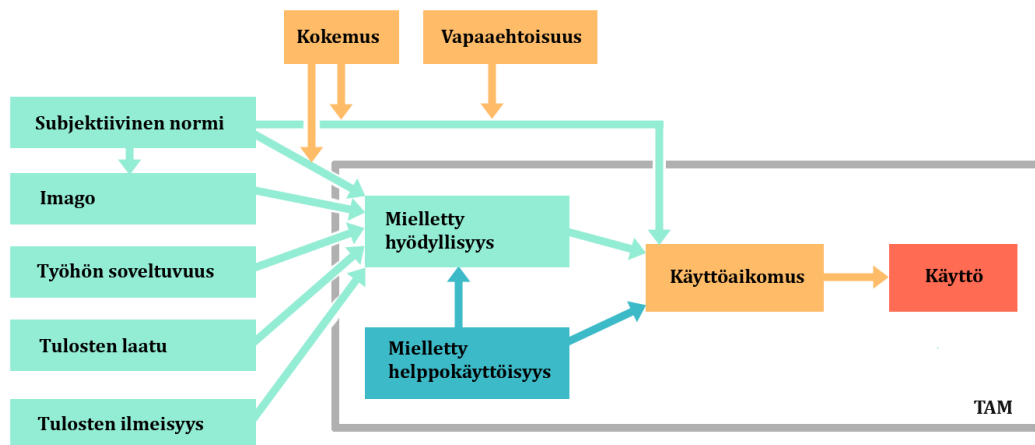 Kokemus
Vapaaehtoisuus
Subjektiivinen normi
Imago
Työhön soveltuvuus
Tulosten laatu
Tulosten ilmeisyys
Mielletty
hyödyllisyys
Mielletty
helppokäyttöisyys
Käyttöaikomus
Käyttö
TAM